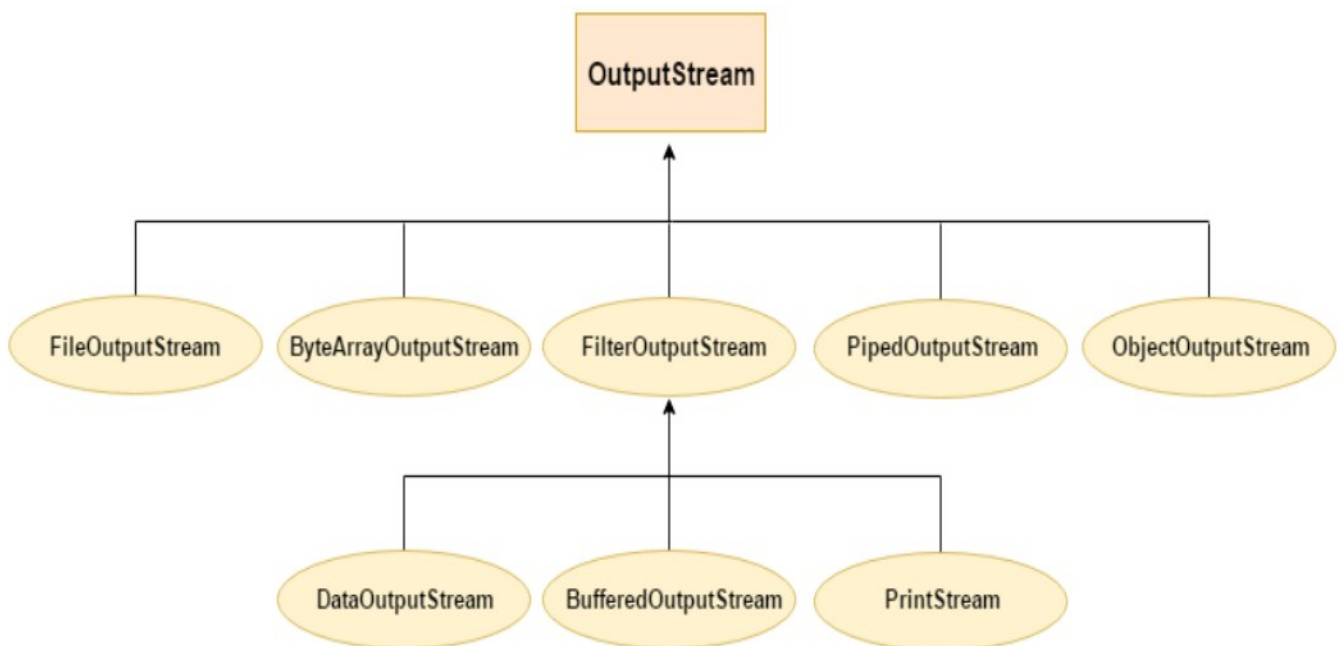 OutputStream
FileOutputStream
ByteArrayOutputStream
FilterOutputStream
PipedOutputStream
ObjectOutputStream
DataOutputStream
BufferedOutputStream
PrintStream